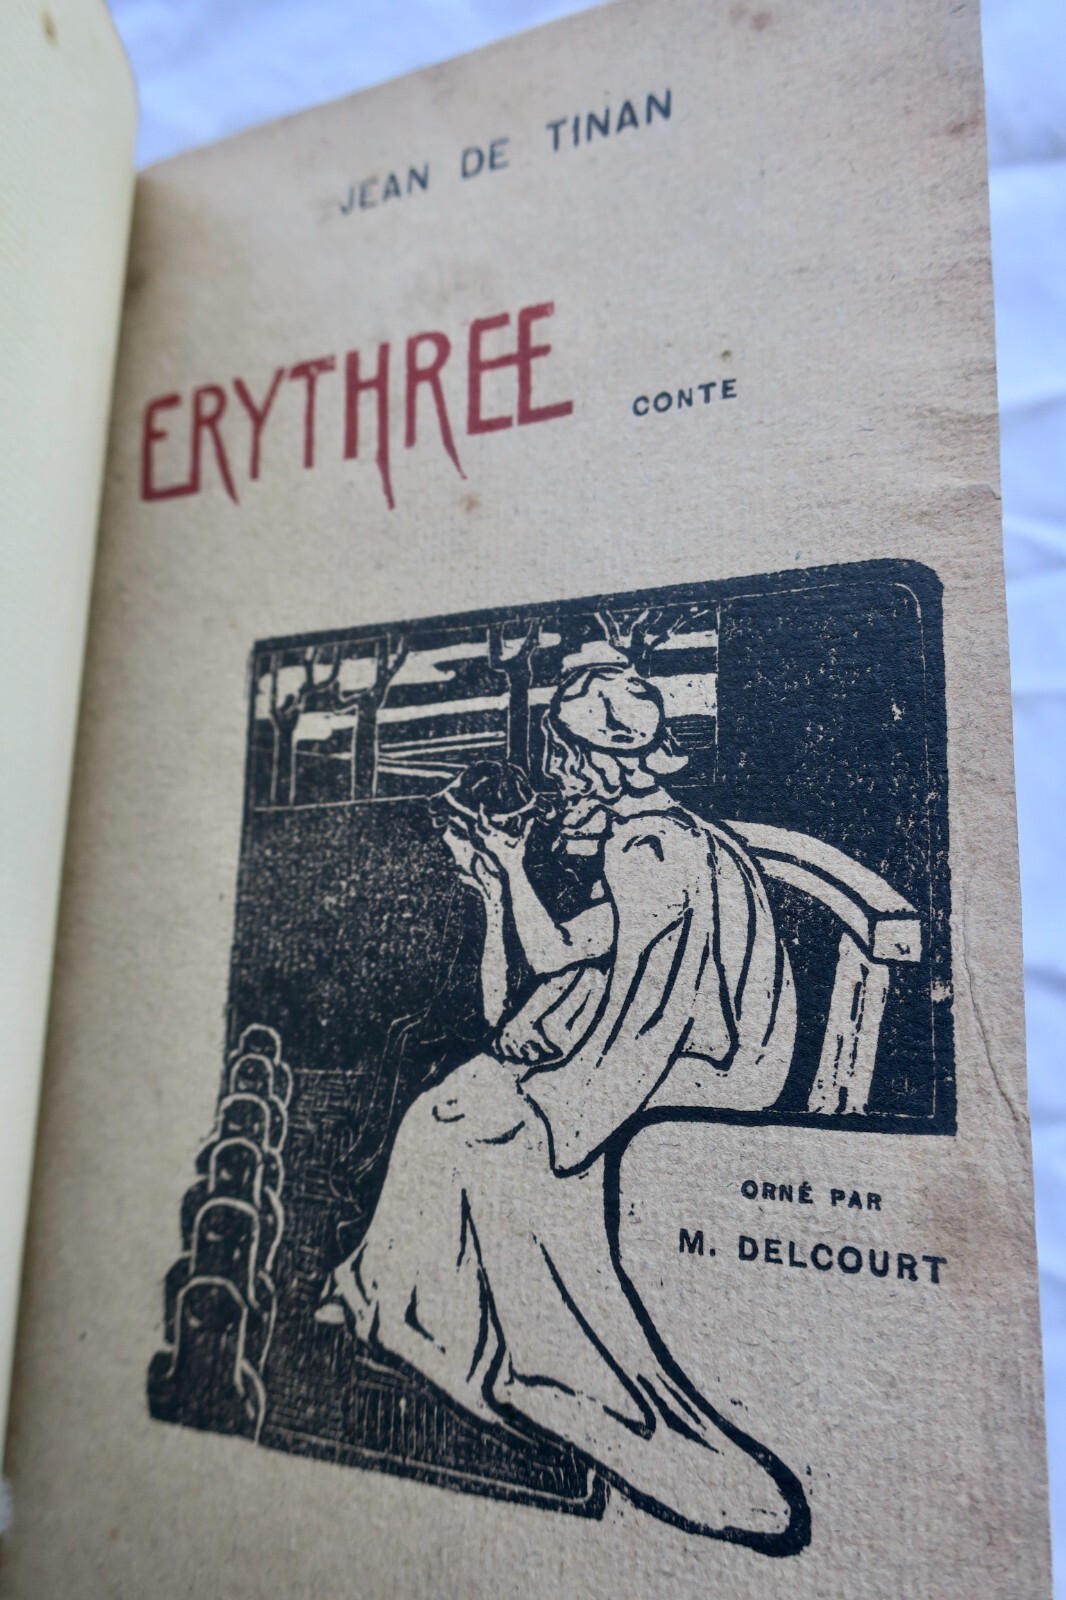 JEAN DE TINAN
ERYTHREE CONTE
ORNÉ PAR
M. DELCOURT